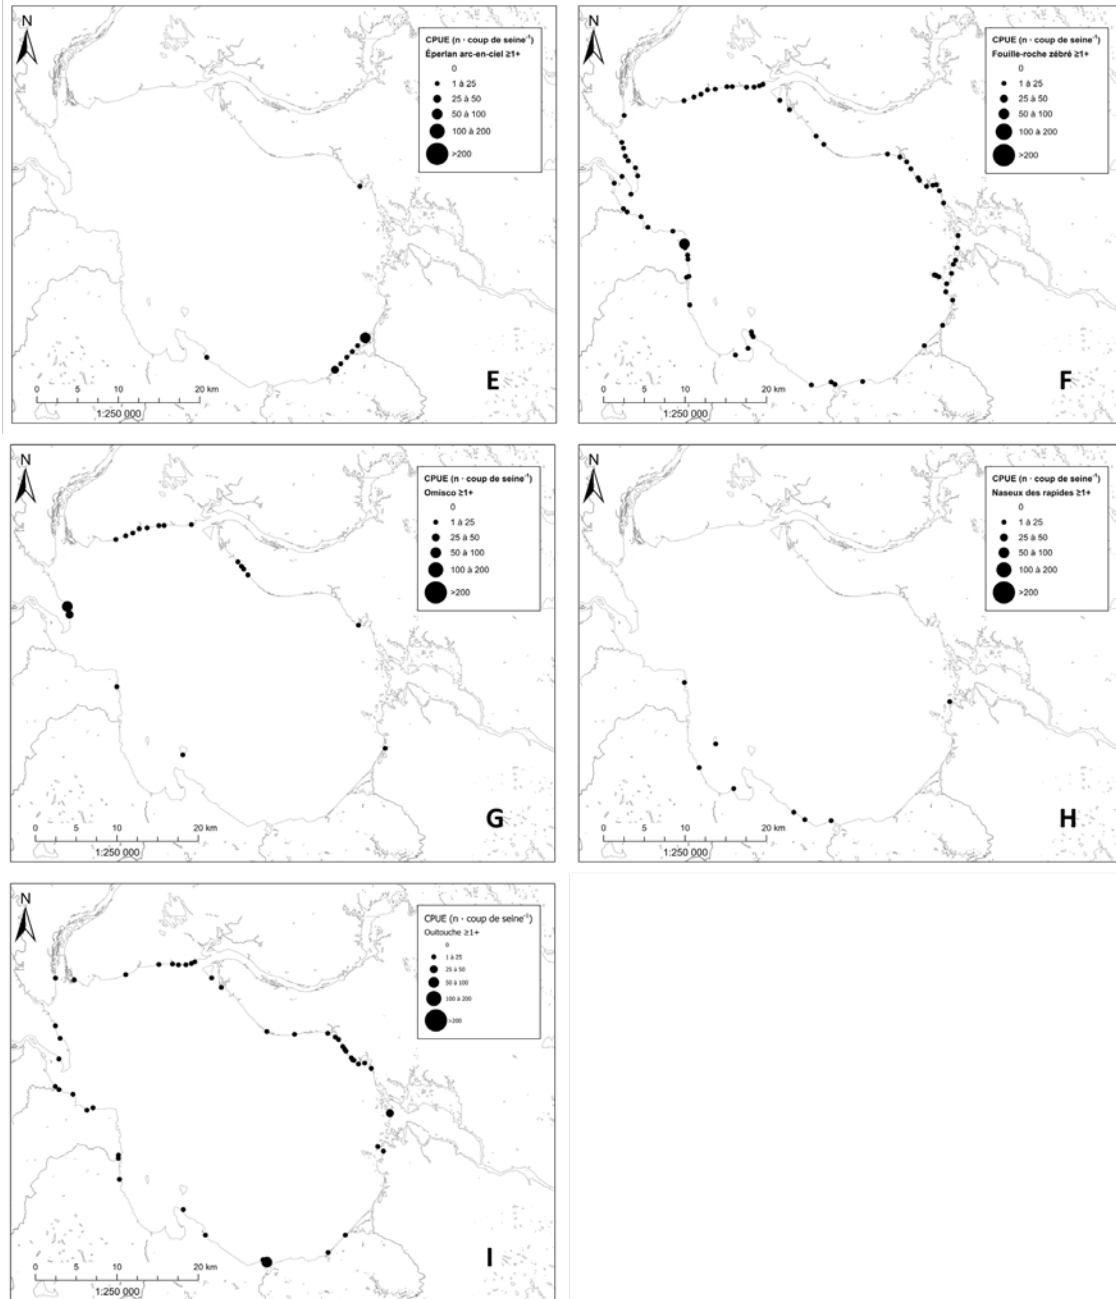 N
CPUE (n · coup de seine⁻¹)
Éperlan arc-en-ciel ≥1+
0
1 à 25
25 à 50
50 à 100
100 à 200
>200
0 5 10 20 km
1:250 000
E
N
CPUE (n · coup de seine⁻¹)
Fouille-roche zébré ≥1+
0
1 à 25
25 à 50
50 à 100
100 à 200
>200
0 5 10 20 km
1:250 000
F
N
CPUE (n · coup de seine⁻¹)
Omisco ≥1+
0
1 à 25
25 à 50
50 à 100
100 à 200
>200
0 5 10 20 km
1:250 000
G
N
CPUE (n · coup de seine⁻¹)
Naseux des rapides ≥1+
0
1 à 25
25 à 50
50 à 100
100 à 200
>200
0 5 10 20 km
1:250 000
H
N
CPUE (n · coup de seine⁻¹)
Ouitouche ≥1+
0
1 à 25
25 à 50
50 à 100
100 à 200
>200
0 5 10 20 km
1:250 000
I